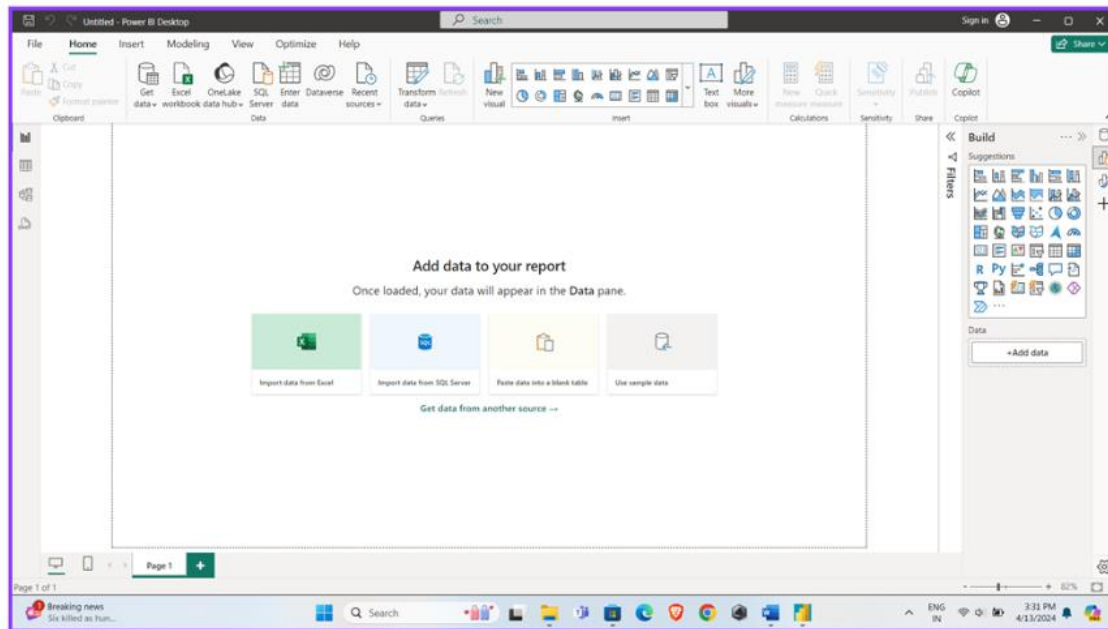 Untitled - Power BI Desktop
Search
Sign in
File Home Insert Modeling View Optimize Help
Share
Paste
Cut
Copy
Format painter
Clipboard
Get data
Excel workbook
OneLake data hub
SQL Server
Enter data
Dataverse
Recent sources
Data
Transform data
Refresh
Queries
New visual
Text box
More visuals
Insert
New measure
Quick measure
Calculations
Sensitivity
Sensitivity
Publish
Share
Copilot
Copilot
Filters
Build
Suggestions
R Py
Data
+Add data
Add data to your report
Once loaded, your data will appear in the Data pane.
Import data from Excel
Import data from SQL Server
Paste data into a blank table
Use sample data
Get data from another source →
Page 1
Page 1 of 1
82%
Breaking news
Six killed as hun...
Search
ENG
IN
3:31 PM
4/13/2024